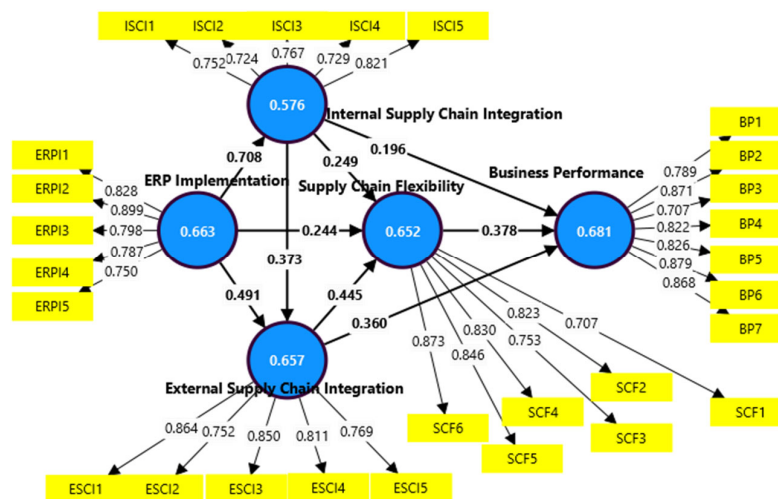 ISCI1 ISCI2 ISCI3 ISCI4 ISCI5
0.752 0.724 0.767 0.729 0.821
0.576
Internal Supply Chain Integration
ERPI1
ERPI2
ERPI3
ERPI4
ERPI5
0.828
0.899
0.798
0.787
0.750
ERP Implementation
0.663
0.708
0.249
0.196
Supply Chain Flexibility
0.244
0.652
0.378
0.373
0.491
0.445
0.360
Business Performance
0.681
0.789
0.871
0.707
0.822
0.826
0.879
0.868
BP1
BP2
BP3
BP4
BP5
BP6
BP7
0.657
External Supply Chain Integration
0.864 0.752 0.850 0.811 0.769
ESCI1 ESCI2 ESCI3 ESCI4 ESCI5
0.873 0.846 0.830 0.753 0.823 0.707
SCF6 SCF5 SCF4 SCF3 SCF2 SCF1